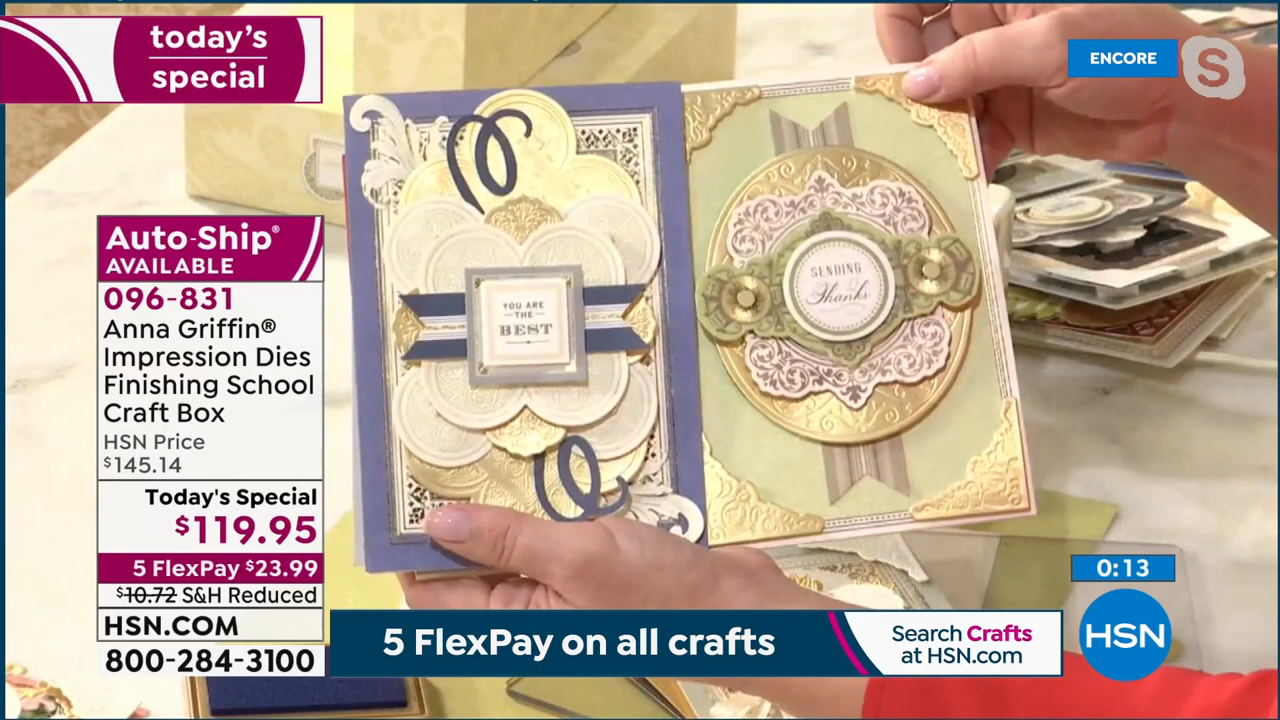 today's
special
ENCORE
S
Auto-Ship®
AVAILABLE
096-831
Anna Griffin®
Impression Dies
Finishing School
Craft Box
HSN Price
$145.14
Today's Special
$119.95
5 FlexPay $23.99
$10.72 S&H Reduced
HSN.COM
800-284-3100
YOU ARE
THE
BEST
SENDING
Thanks
5 FlexPay on all crafts
Search Crafts
at HSN.com
0:13
HSN